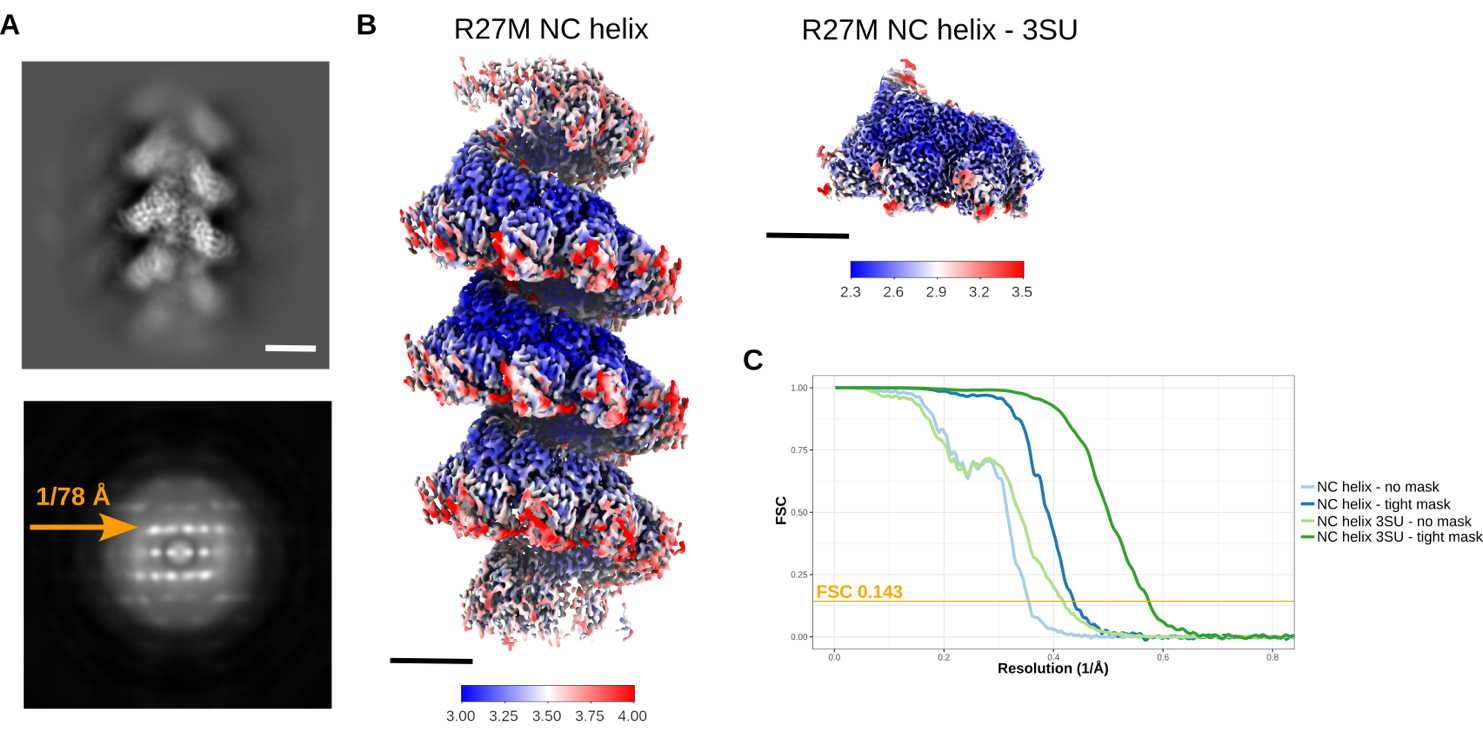 A
1/78 Å
B
R27M NC helix
3.00 3.25 3.50 3.75 4.00
R27M NC helix - 3SU
2.3 2.6 2.9 3.2 3.5
C
FSC
1.00
0.75
0.50
0.25
0.00
FSC 0.143
0.0 0.2 0.4 0.6 0.8
Resolution (1/Å)
NC helix - no mask
NC helix - tight mask
NC helix 3SU - no mask
NC helix 3SU - tight mask